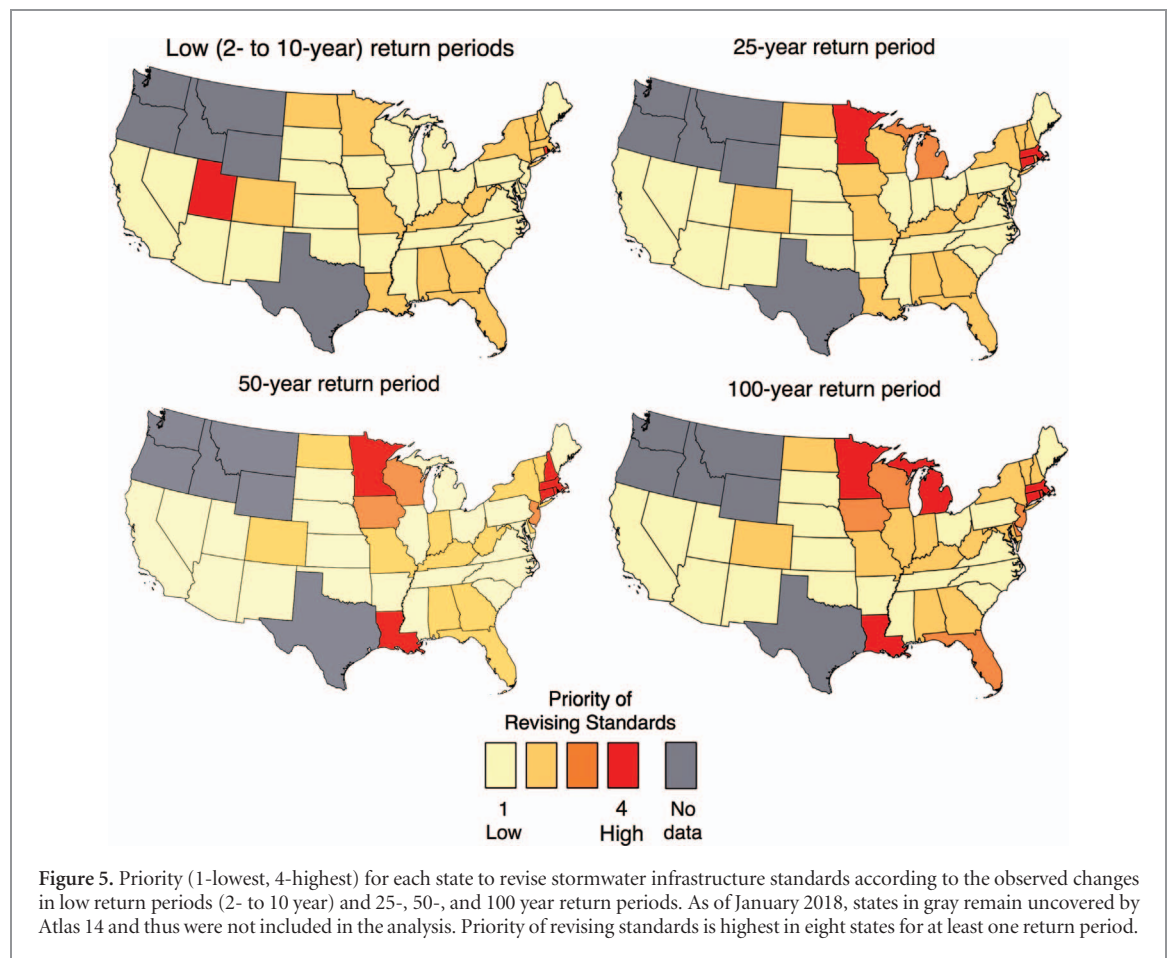 Low (2- to 10-year) return periods
25-year return period
50-year return period
100-year return period
Priority of
Revising Standards
1
Low
4
High
No
data
Figure 5. Priority (1-lowest, 4-highest) for each state to revise stormwater infrastructure standards according to the observed changes
in low return periods (2- to 10 year) and 25-, 50-, and 100 year return periods. As of January 2018, states in gray remain uncovered by
Atlas 14 and thus were not included in the analysis. Priority of revising standards is highest in eight states for at least one return period.